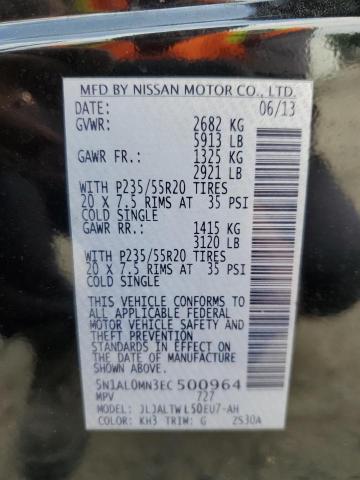 MFD BY NISSAN MOTOR CO., LTD.
DATE: 06/13
GVWR: 2682 KG
5913 LB
GAWR FR.: 1325 KG
2921 LB
WITH P235/55R20 TIRES
20 X 7.5 RIMS AT 35 PSI
COLD SINGLE
GAWR RR.: 1415 KG
3120 LB
WITH P235/55R20 TIRES
20 X 7.5 RIMS AT 35 PSI
COLD SINGLE
THIS VEHICLE CONFORMS TO
ALL APPLICABLE FEDERAL
MOTOR VEHICLE SAFETY AND
AND THEFT PREVENTION
STANDARDS IN EFFECT ON
THE DATE OF MANUFACTURE
SHOWN ABOVE.
5N1AL0MN3EC500964
MPV 727
MODEL: JLJALTWL50EU7-AH
COLOR: KH3 TRIM: G 2S30A